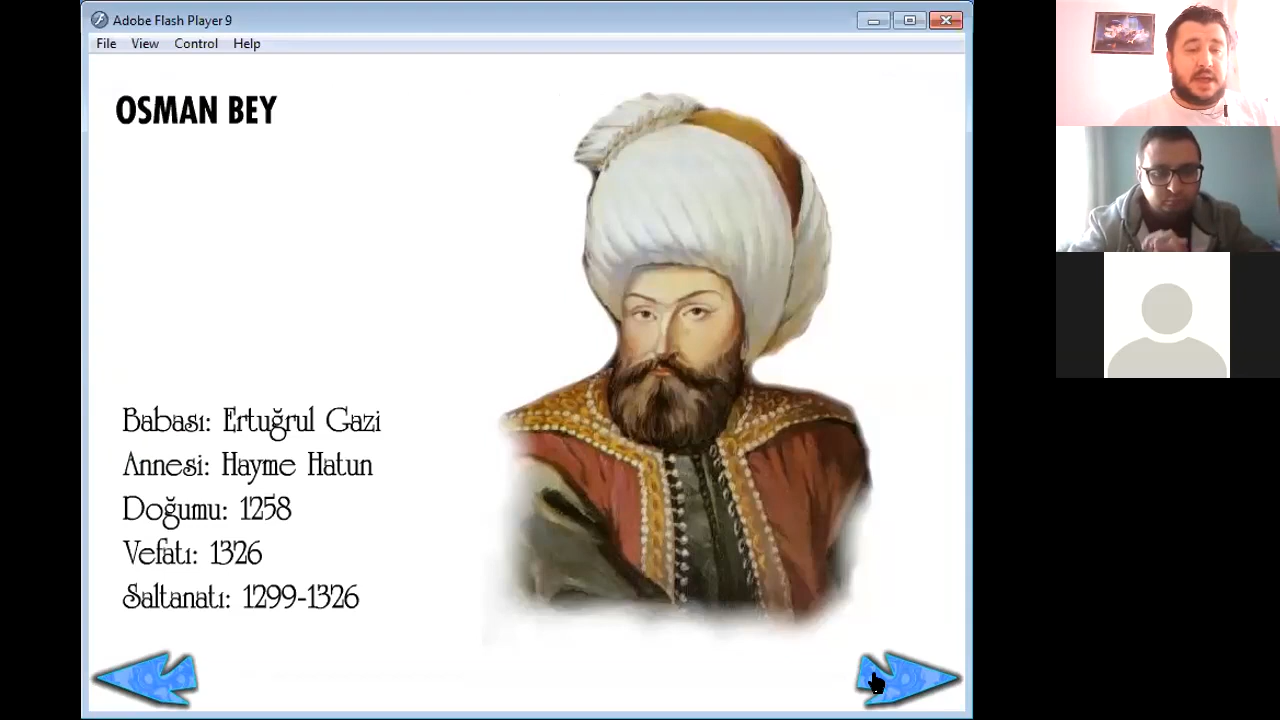 Adobe Flash Player 9
File View Control Help
OSMAN BEY
Babası: Ertuğrul Gazi
Annesi: Hayme Hatun
Doğumu: 1258
Vefatı: 1326
Saltanatı: 1299-1326